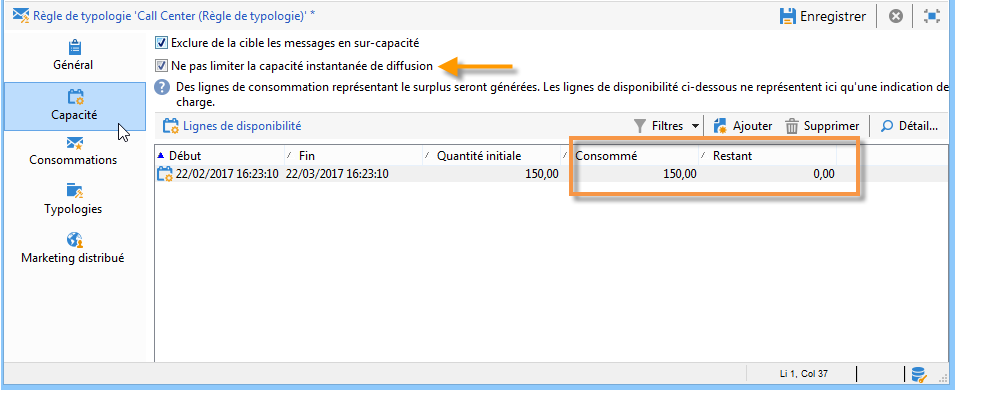 Règle de typologie 'Call Center (Règle de typologie)' *
Enregistrer
Général
Capacité
Consommations
Typologies
Marketing distribué
Exclure de la cible les messages en sur-capacité
Ne pas limiter la capacité instantanée de diffusion
Des lignes de consommation représentant le surplus seront générées. Les lignes de disponibilité ci-dessous ne représentent ici qu'une indication de
charge.
Lignes de disponibilité Filtres Ajouter Supprimer Détail...
Début Fin Quantité initiale Consommé Restant
22/02/2017 16:23:10 22/03/2017 16:23:10 150,00 150,00 0,00
Li 1, Col 37